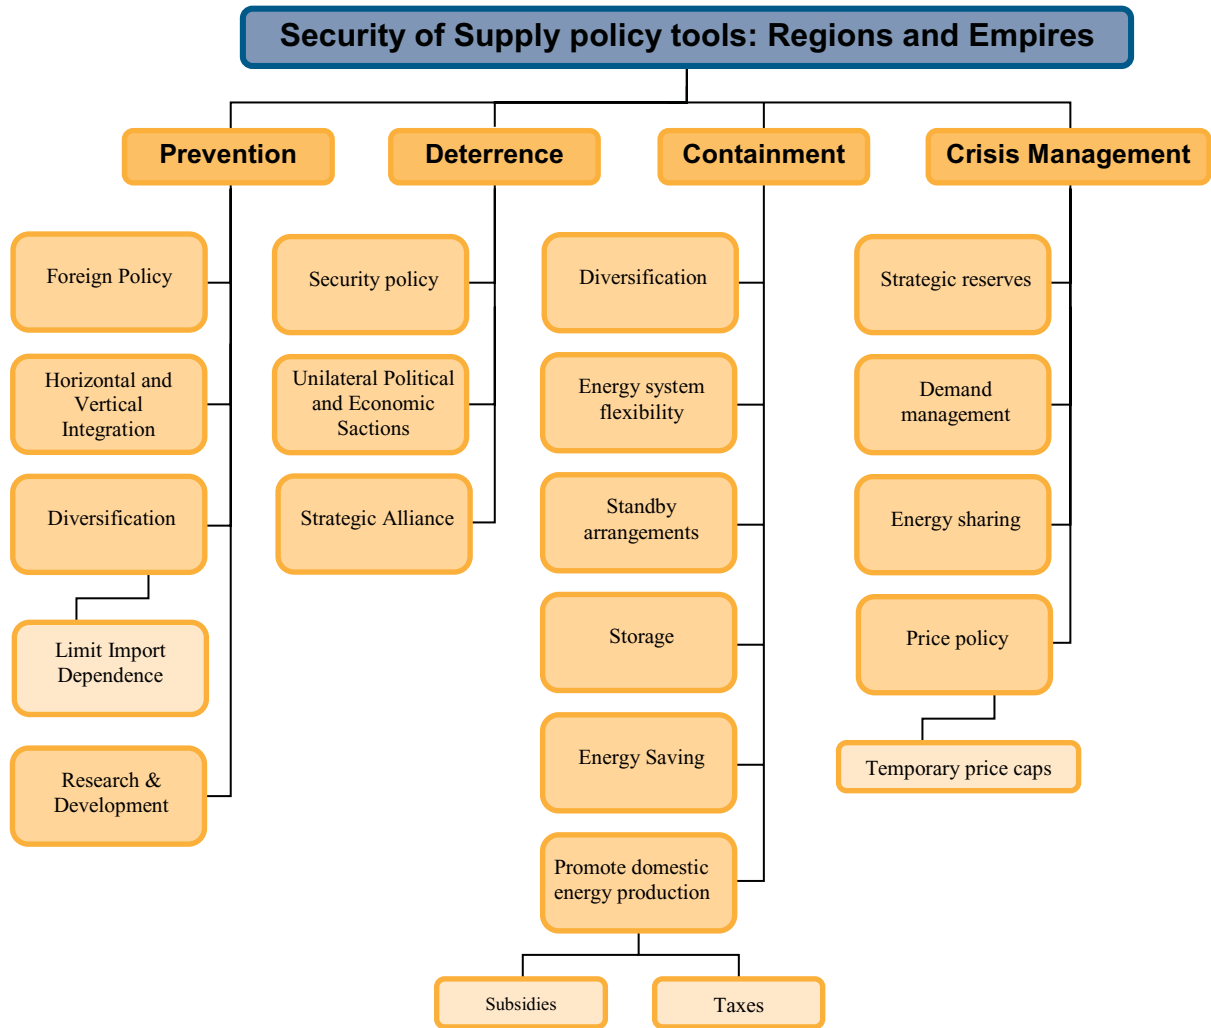 Security of Supply policy tools: Regions and Empires
Prevention
Deterrence
Containment
Crisis Management
Foreign Policy
Horizontal and
Vertical
Integration
Diversification
Limit Import
Dependence
Research &
Development
Security policy
Unilateral Political
and Economic
Sactions
Strategic Alliance
Diversification
Energy system
flexibility
Standby
arrangements
Storage
Energy Saving
Promote domestic
energy production
Subsidies
Taxes
Strategic reserves
Demand
management
Energy sharing
Price policy
Temporary price caps